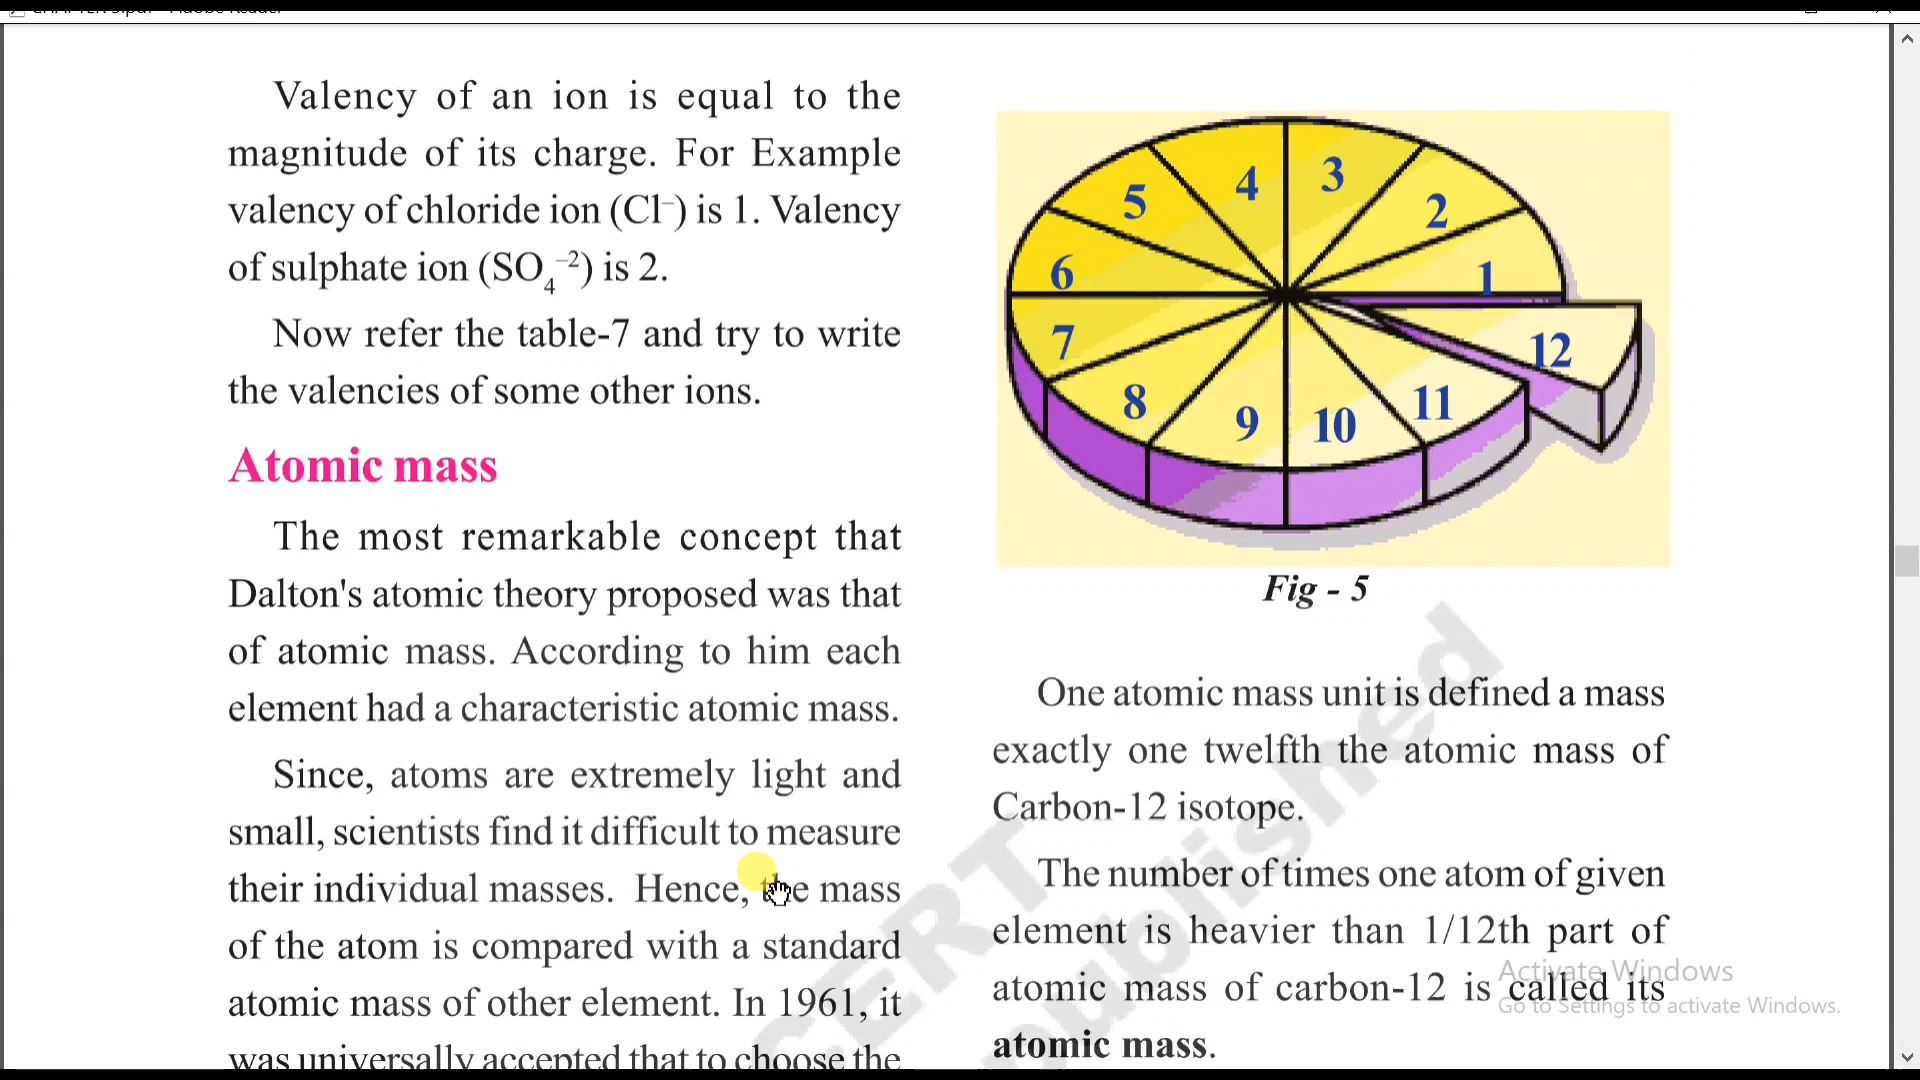 Valency of an ion is equal to the
magnitude of its charge. For Example
valency of chloride ion (Cl⁻) is 1. Valency
of sulphate ion (SO₄⁻²) is 2.
Now refer the table-7 and try to write
the valencies of some other ions.
Atomic mass
The most remarkable concept that
Dalton's atomic theory proposed was that
of atomic mass. According to him each
element had a characteristic atomic mass.
Since, atoms are extremely light and
small, scientists find it difficult to measure
their individual masses. Hence, the mass
of the atom is compared with a standard
atomic mass of other element. In 1961, it
was universally accepted that to choose the
1
2
3
4
5
6
7
8
9
10
11
12
Fig - 5
One atomic mass unit is defined a mass
exactly one twelfth the atomic mass of
Carbon-12 isotope.
The number of times one atom of given
element is heavier than 1/12th part of
atomic mass of carbon-12 is called its
atomic mass.
Activate Windows
Go to Settings to activate Windows.